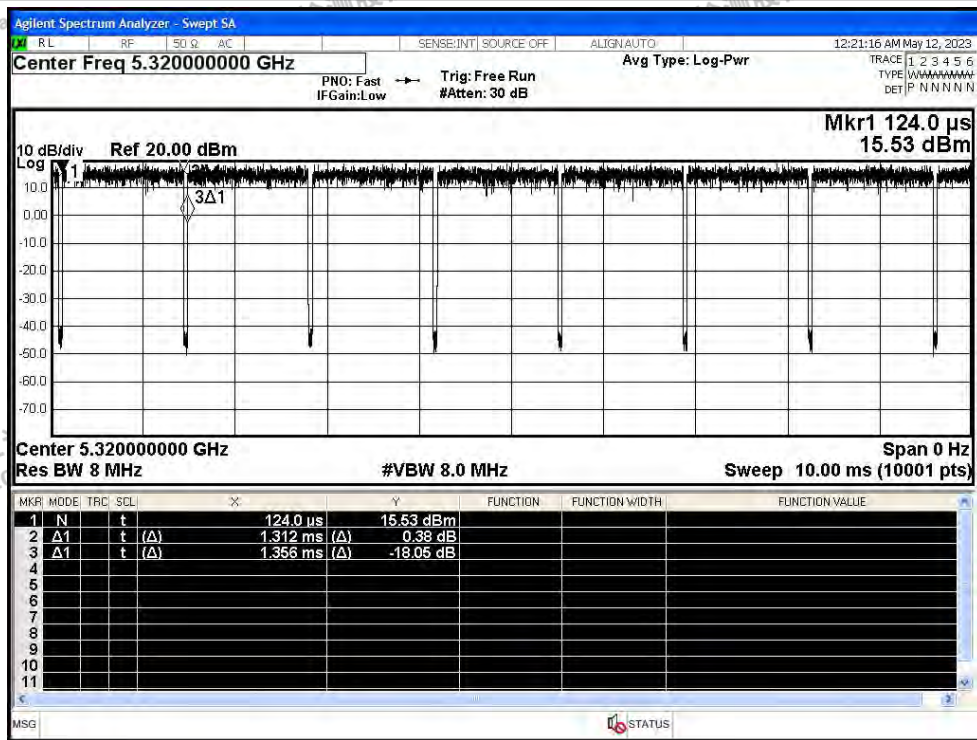 Agilent Spectrum Analyzer - Swept SA
RL RF 50 Ω AC SENSE:INT SOURCE OFF ALIGNAUTO 12:21:16 AM May 12, 2023
Center Freq 5.320000000 GHz Avg Type: Log-Pwr TRACE 1 2 3 4 5 6
PNO: Fast Trig: Free Run TYPE
IFGain:Low #Atten: 30 dB DET P N N N N N
Mkr1 124.0 µs
10 dB/div Ref 20.00 dBm 15.53 dBm
Log
1
10.0
3Δ1
0.00
-10.0
-20.0
-30.0
-40.0
-50.0
-60.0
-70.0
Center 5.320000000 GHz Span 0 Hz
Res BW 8 MHz #VBW 8.0 MHz Sweep 10.00 ms (10001 pts)
MKR MODE TRC SCL X Y FUNCTION FUNCTION WIDTH FUNCTION VALUE
1 N t 124.0 µs 15.53 dBm
2 Δ1 t (Δ) 1.312 ms (Δ) 0.38 dB
3 Δ1 t (Δ) 1.356 ms (Δ) -18.05 dB
4
5
6
7
8
9
10
11
MSG STATUS